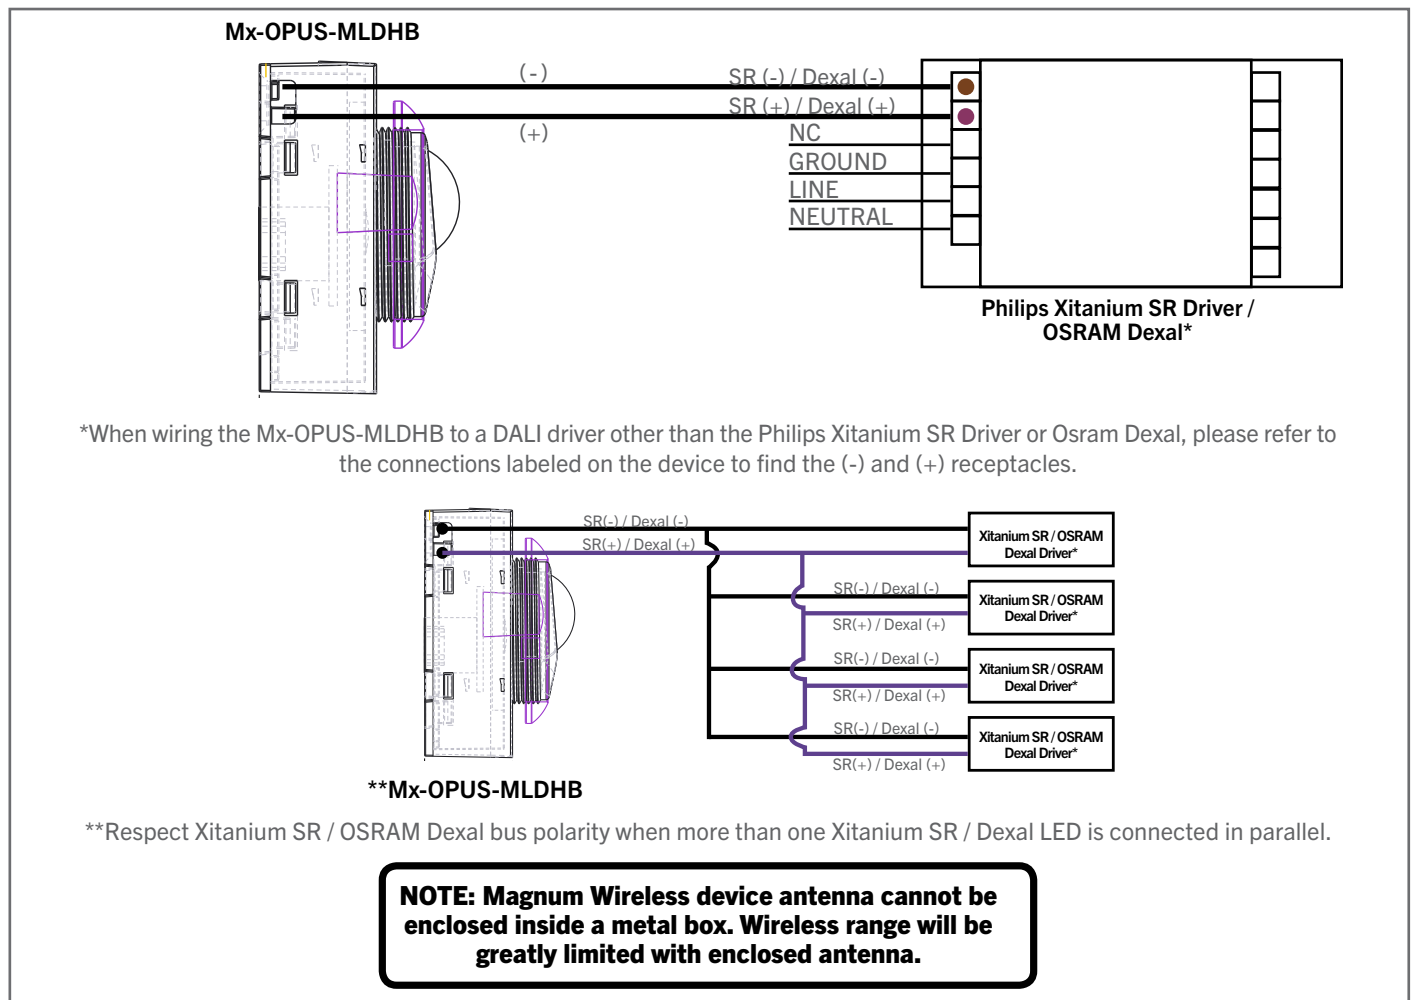 Mx-OPUS-MLDHB
(-)
SR (-) / Dexal (-)
SR (+) / Dexal (+)
(+)
NC
GROUND
LINE
NEUTRAL
Philips Xitanium SR Driver /
OSRAM Dexal*
*When wiring the Mx-OPUS-MLDHB to a DALI driver other than the Philips Xitanium SR Driver or Osram Dexal, please refer to
the connections labeled on the device to find the (-) and (+) receptacles.
SR(-) / Dexal (-)
SR(+) / Dexal (+)
Xitanium SR / OSRAM
Dexal Driver*
SR(-) / Dexal (-)
SR(+) / Dexal (+)
Xitanium SR / OSRAM
Dexal Driver*
SR(-) / Dexal (-)
SR(+) / Dexal (+)
Xitanium SR / OSRAM
Dexal Driver*
SR(-) / Dexal (-)
SR(+) / Dexal (+)
Xitanium SR / OSRAM
Dexal Driver*
**Mx-OPUS-MLDHB
**Respect Xitanium SR / OSRAM Dexal bus polarity when more than one Xitanium SR / Dexal LED is connected in parallel.
NOTE: Magnum Wireless device antenna cannot be
enclosed inside a metal box. Wireless range will be
greatly limited with enclosed antenna.